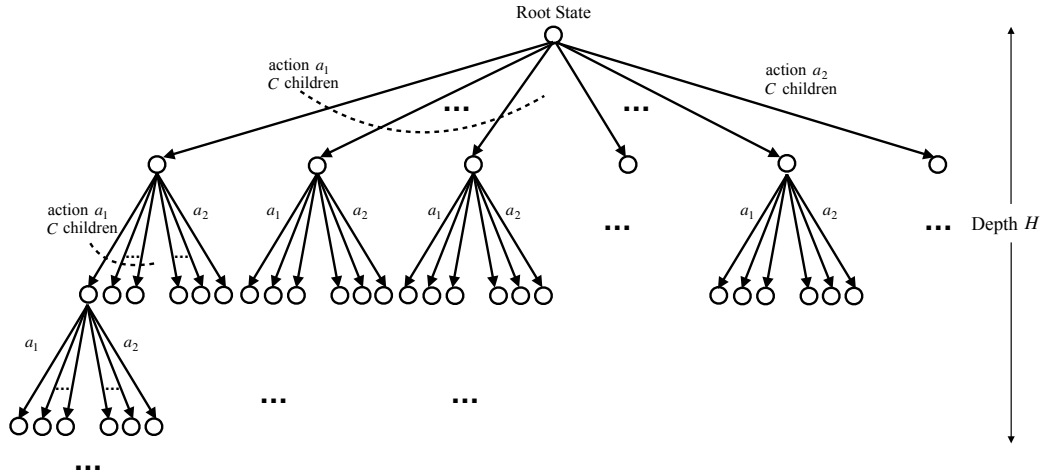 Root State
action a₁
C children
action a₂
C children
...
...
action a₁
C children
a₂
a₁
a₂
a₁
a₂
...
a₁
a₂
...
Depth H
...
...
a₁
a₂
...
...
...
...
...